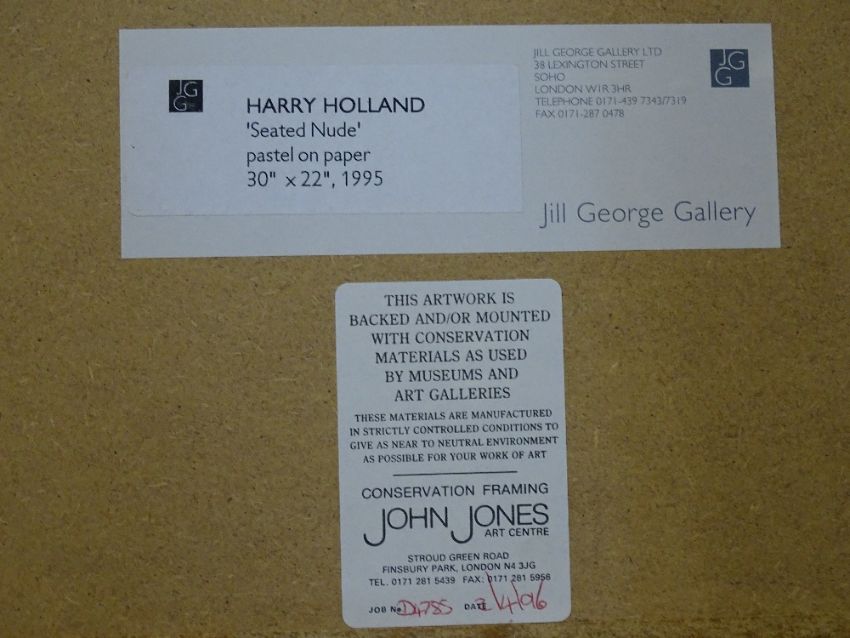 JG
G
HARRY HOLLAND
'Seated Nude'
pastel on paper
30" x 22", 1995
JILL GEORGE GALLERY LTD
38 LEXINGTON STREET
SOHO
LONDON W1R 3HR
TELEPHONE 0171-439 7343/7319
FAX 0171-287 0478
JG
G
Jill George Gallery
THIS ARTWORK IS
BACKED AND/OR MOUNTED
WITH CONSERVATION
MATERIALS AS USED
BY MUSEUMS AND
ART GALLERIES
THESE MATERIALS ARE MANUFACTURED
IN STRICTLY CONTROLLED CONDITIONS TO
GIVE AS NEAR TO NEUTRAL ENVIRONMENT
AS POSSIBLE FOR YOUR WORK OF ART
CONSERVATION FRAMING
JOHN JONES
ART CENTRE
STROUD GREEN ROAD
FINSBURY PARK, LONDON N4 3JG
TEL. 0171 281 5439 FAX: 0171 281 5956
JOB No D4785 DATE 2/4/96